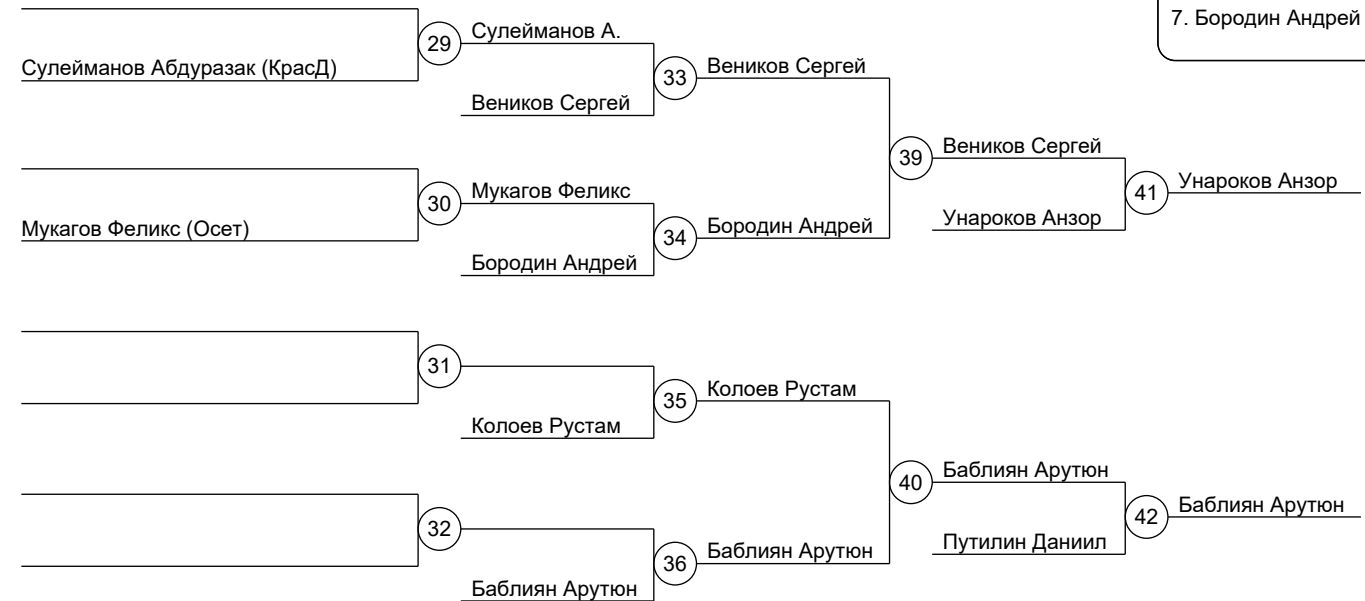 7. Бородин Андрей
Сулейманов А.
29
Сулейманов Абдуразак (КрасД)
Веников Сергей
33
Веников Сергей
Веников Сергей
39
Мукагов Феликс
30
Унароков Анзор
41
Унароков Анзор
Мукагов Феликс (Осет)
Бородин Андрей
34
Бородин Андрей
31
Колоев Рустам
35
Колоев Рустам
Баблиян Арутюн
40
32
Баблиян Арутюн
42
Путилин Даниил
Баблиян Арутюн
36
Баблиян Арутюн